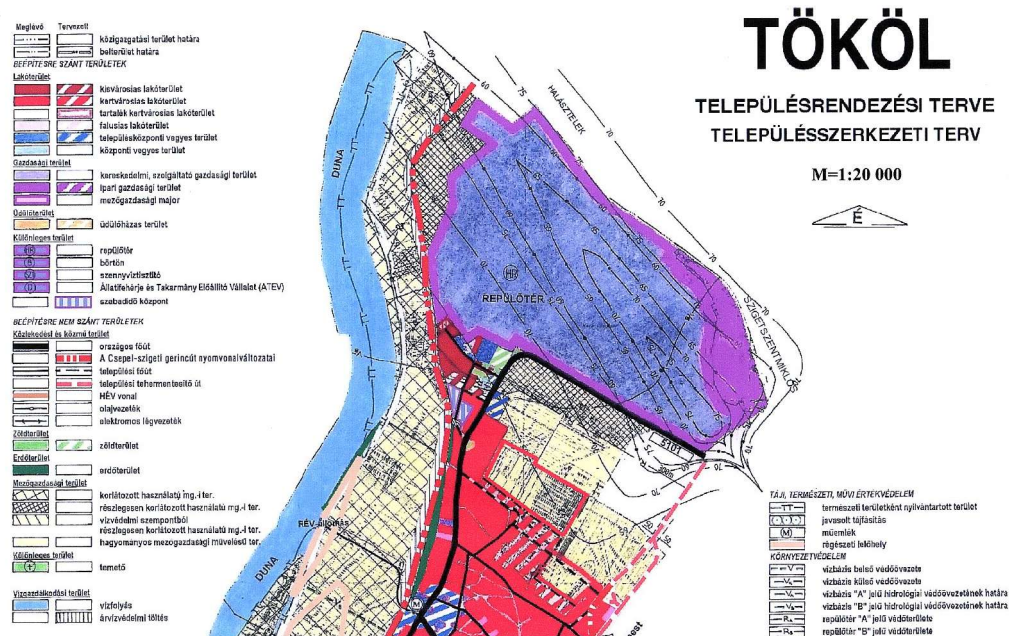 Meglévő Tervezett
közigazgatási terület határa
belterület határa
BEÉPÍTÉSRE SZÁNT TERÜLETEK
Lakóterület
kisvárosias lakóterület
kertvárosias lakóterület
tartalék kertvárosias lakóterület
falusias lakóterület
településközponti vegyes terület
központi vegyes terület
Gazdasági terület
kereskedelmi, szolgáltató gazdasági terület
ipari gazdasági terület
mezőgazdasági major
Üdülőterület
üdülőházas terület
Különleges terület
repülőtér
börtön
szennyvíztisztító
Állatifehérje és Takarmány Előállító Vállalat (ATEV)
szabadidő központ
BEÉPÍTÉSRE NEM SZÁNT TERÜLETEK
Közlekedési és közmű terület
országos főút
A Csepel-szigeti gerincút nyomvonalváltozatai
települési főút
települési tehermentesítő út
HÉV vonal
olajvezeték
elektromos légvezeték
Zöldterület
zöldterület
Erdőterület
erdőterület
Mezőgazdasági terület
korlátozott használatú mg.-i ter.
részlegesen korlátozott használatú mg.-i ter.
vízvédelmi szempontból
részlegesen korlátozott használatú mg.-i ter.
hagyományos mezőgazdasági művelésű ter.
Különleges terület
temető
Vízgazdálkodási terület
vízfolyás
árvízvédelmi töltés
TÖKÖL
TELEPÜLÉSRENDEZÉSI TERVE
TELEPÜLÉSSZERKEZETI TERV
M=1:20 000
É
DUNA
HALÁSZTELEK
HR
REPÜLŐTÉR
SZIGETSZENTMIKLÓS
5101
RÉV-állomás
DUNA
M
TÁJI, TERMÉSZETI, MŰVI ÉRTÉKVÉDELEM
TT természeti területként nyilvántartott terület
javasolt tájfásítás
M műemlék
régészeti lelőhely
KÖRNYEZETVÉDELEM
V vízbázis belső védőövezete
vízbázis külső védőövezete
vízbázis "A" jelű hidrológiai védőövezetének határa
vízbázis "B" jelű hidrológiai védőövezetének határa
repülőtér "A" jelű védőterülete
repülőtér "B" jelű védőterülete